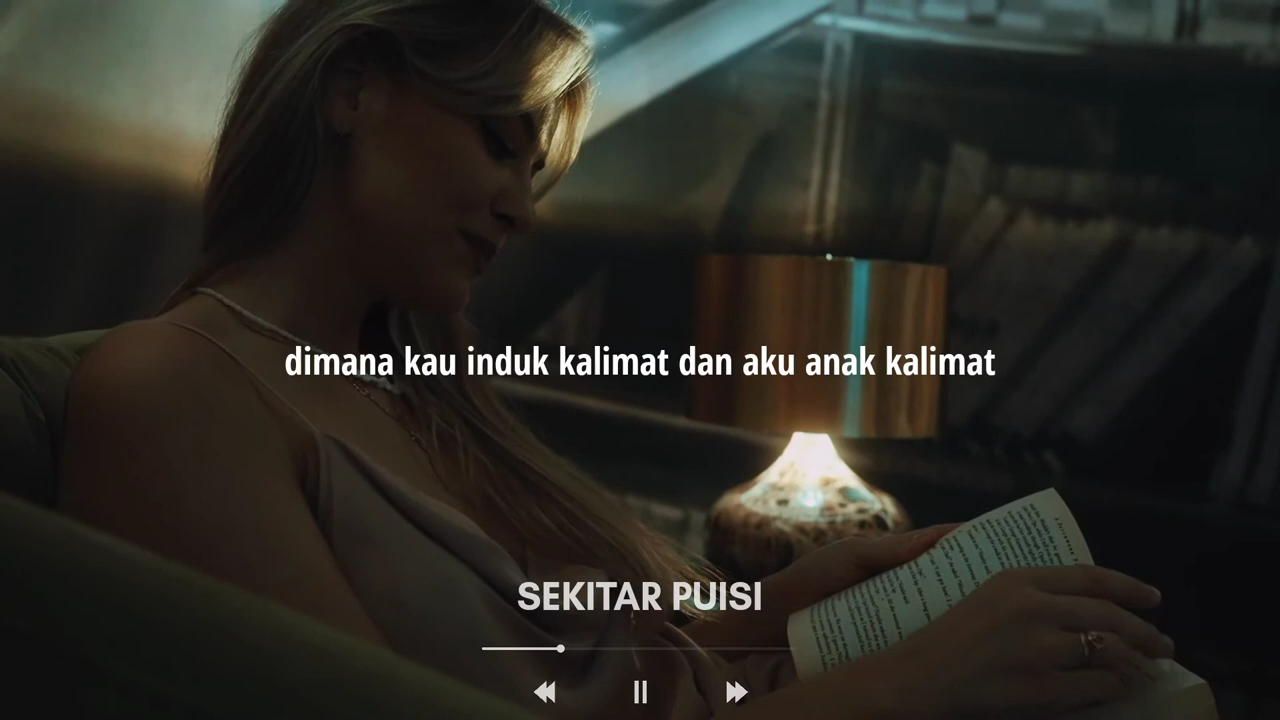 dimana kau induk kalimat dan aku anak kalimat
SEKITAR PUISI